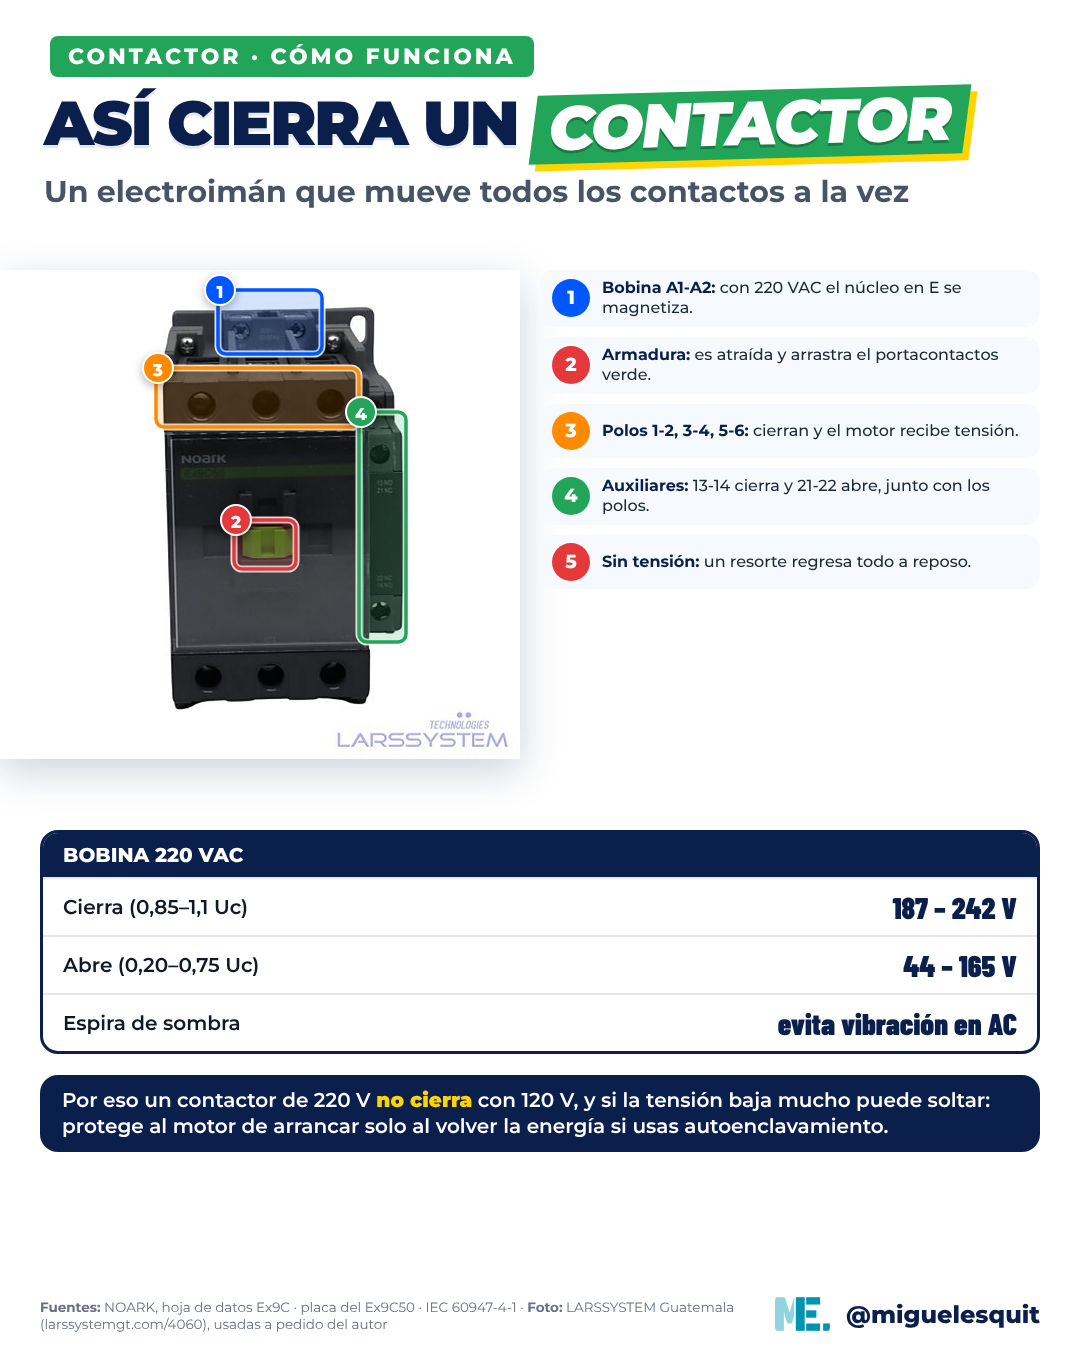 CONTACTOR · CÓMO FUNCIONA
ASÍ CIERRA UN CONTACTOR
Un electroimán que mueve todos los contactos a la vez
1
3
4
NOARK
2
TECHNOLOGIES
LARSSYSTEM
1 Bobina A1-A2: con 220 VAC el núcleo en E se
magnetiza.
2 Armadura: es atraída y arrastra el portacontactos
verde.
3 Polos 1-2, 3-4, 5-6: cierran y el motor recibe tensión.
4 Auxiliares: 13-14 cierra y 21-22 abre, junto con los
polos.
5 Sin tensión: un resorte regresa todo a reposo.
BOBINA 220 VAC
Cierra (0,85–1,1 Uc) 187 – 242 V
Abre (0,20–0,75 Uc) 44 – 165 V
Espira de sombra evita vibración en AC
Por eso un contactor de 220 V no cierra con 120 V, y si la tensión baja mucho puede soltar:
protege al motor de arrancar solo al volver la energía si usas autoenclavamiento.
Fuentes: NOARK, hoja de datos Ex9C · placa del Ex9C50 · IEC 60947-4-1 · Foto: LARSSYSTEM Guatemala
(larssystemgt.com/4060), usadas a pedido del autor
ME. @miguelesquit